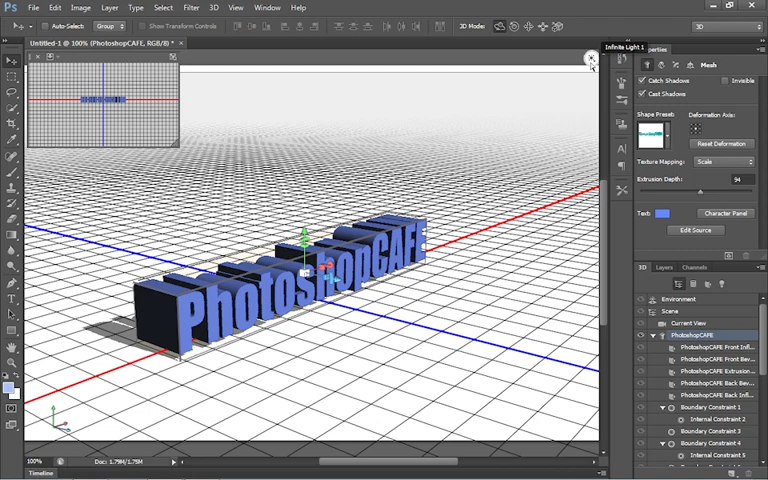 Ps File Edit Image Layer Type Select Filter 3D View Window Help
Auto-Select: Group Show Transform Controls 3D Mode: 3D
Untitled-1 @ 100% (PhotoshopCAFE, RGB/8) * ×
Infinite Light 1
Properties
Mesh
Catch Shadows Invisible
Cast Shadows
Shape Preset: Deformation Axis:
Reset Deformation
Texture Mapping: Scale
Extrusion Depth: 94
Text: Character Panel
Edit Source
3D Layers Channels
Environment
Scene
Current View
PhotoshopCAFE
PhotoshopCAFE Front Infl...
PhotoshopCAFE Front Bev...
PhotoshopCAFE Extrusion...
PhotoshopCAFE Back Bev...
PhotoshopCAFE Back Infl...
Boundary Constraint 1
Internal Constraint 2
Boundary Constraint 3
Boundary Constraint 4
Internal Constraint 5
PhotoshopCAFE
100% Doc: 1.79M/1.75M
Timeline